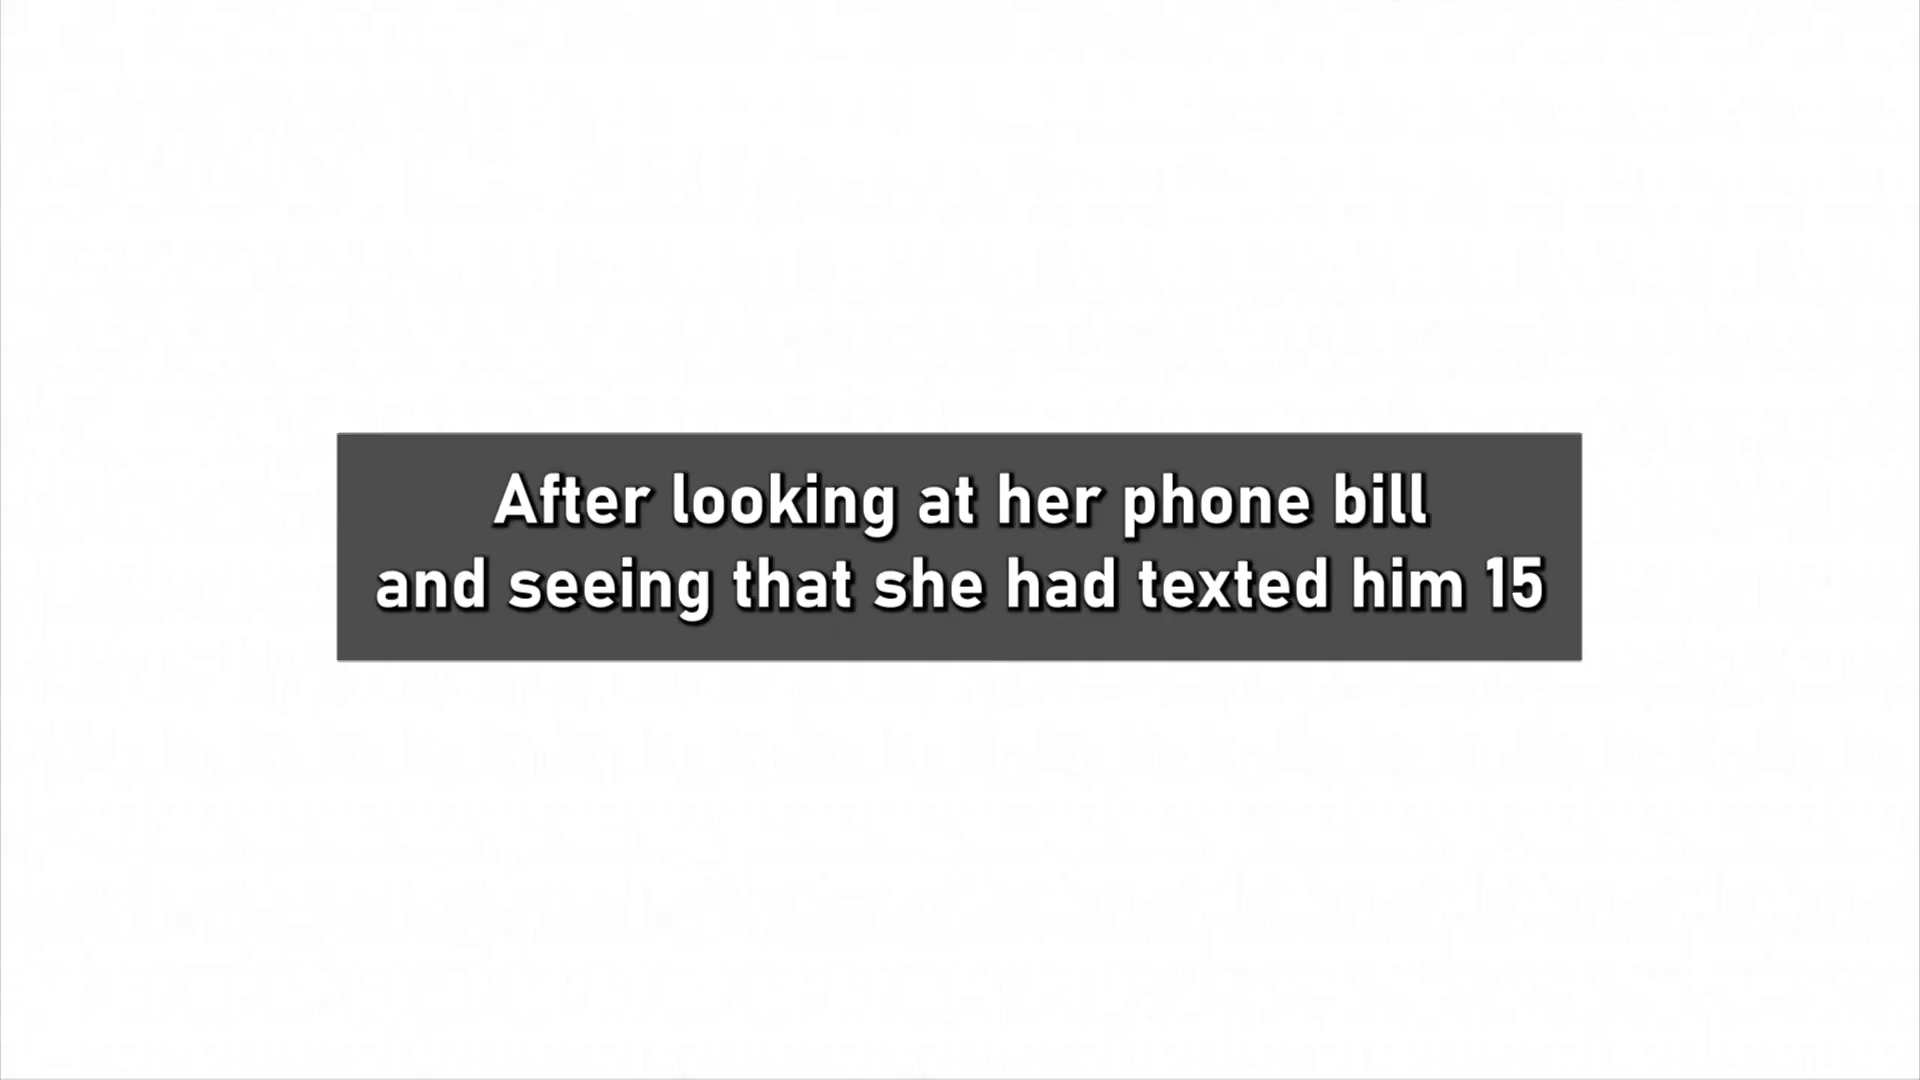 After looking at her phone bill
and seeing that she had texted him 15